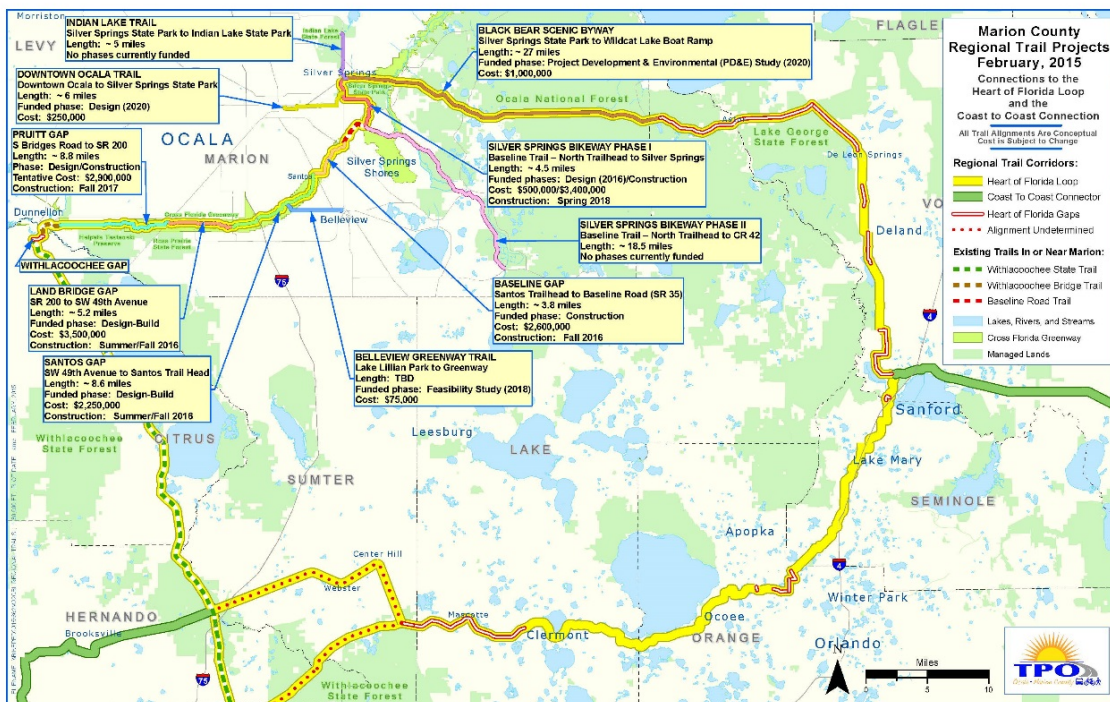 Marion County
Regional Trail Projects
February, 2015
Connections to the
Heart of Florida Loop
and the
Coast to Coast Connection
All Trail Alignments Are Conceptual
Cost is Subject to Change
Regional Trail Corridors:
Heart of Florida Loop
Coast To Coast Connector
Heart of Florida Gaps
Alignment Undetermined
Existing Trails In or Near Marion:
Withlacoochee State Trail
Withlacoochee Bridge Trail
Baseline Road Trail
Lakes, Rivers, and Streams
Cross Florida Greenway
Managed Lands
INDIAN LAKE TRAIL
Silver Springs State Park to Indian Lake State Park
Length: ~ 5 miles
No phases currently funded
DOWNTOWN OCALA TRAIL
Downtown Ocala to Silver Springs State Park
Length: ~ 6 miles
Funded phase: Design (2020)
Cost: $250,000
PRUITT GAP
S Bridges Road to SR 200
Length: ~ 8.8 miles
Phase: Design/Construction
Tentative Cost: $2,900,000
Construction: Fall 2017
WITHLACOOCHEE GAP
LAND BRIDGE GAP
SR 200 to SW 49th Avenue
Length: ~ 5.2 miles
Funded phase: Design-Build
Cost: $3,500,000
Construction: Summer/Fall 2016
SANTOS GAP
SW 49th Avenue to Santos Trail Head
Length: ~ 8.6 miles
Funded phase: Design-Build
Cost: $2,250,000
Construction: Summer/Fall 2016
BLACK BEAR SCENIC BYWAY
Silver Springs State Park to Wildcat Lake Boat Ramp
Length: ~ 27 miles
Funded phase: Project Development & Environmental (PD&E) Study (2020)
Cost: $1,000,000
SILVER SPRINGS BIKEWAY PHASE I
Baseline Trail – North Trailhead to Silver Springs
Length: ~ 4.5 miles
Funded phases: Design (2016)/Construction
Cost: $500,000/$3,400,000
Construction: Spring 2018
SILVER SPRINGS BIKEWAY PHASE II
Baseline Trail – North Trailhead to CR 42
Length: ~ 18.5 miles
No phases currently funded
BASELINE GAP
Santos Trailhead to Baseline Road (SR 35)
Length: ~ 3.8 miles
Funded phase: Construction
Cost: $2,600,000
Construction: Fall 2016
BELLEVIEW GREENWAY TRAIL
Lake Lillian Park to Greenway
Length: TBD
Funded phase: Feasibility Study (2018)
Cost: $75,000
Morriston
LEVY
Indian Lake
State Forest
Silver Springs
OCALA
MARION
Silver Springs
Shores
Santos
Belleview
Dunnellon
Cross Florida Greenway
Ross Prairie
State Forest
Ocala National Forest
Astor
Lake George
State Forest
De Leon Springs
FLAGLER
Deland
Sanford
Lake Mary
SEMINOLE
Apopka
Winter Park
Orlando
ORANGE
Ocoee
Clermont
Mascotte
LAKE
Leesburg
SUMTER
Center Hill
Webster
CITRUS
Withlacoochee
State Forest
HERNANDO
Brooksville
Withlacoochee
State Forest
75
75
4
4
N
Miles
0 2.5 5 10
TPO